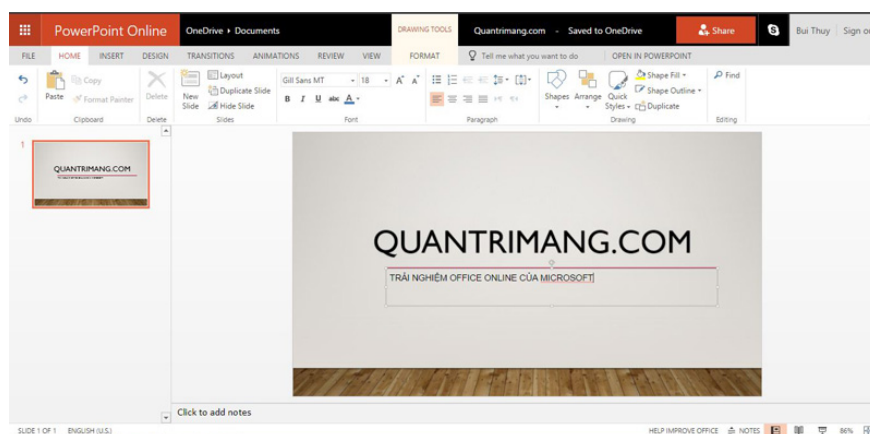 PowerPoint Online
OneDrive ▸ Documents
DRAWING TOOLS
Quantrimang.com - Saved to OneDrive
Share
Bui Thuy
Sign
FILE HOME INSERT DESIGN TRANSITIONS ANIMATIONS REVIEW VIEW FORMAT Tell me what you want to do OPEN IN POWERPOINT
Undo
Paste
Copy
Format Painter
Clipboard
Delete
Delete
New Slide
Layout
Duplicate Slide
Hide Slide
Slides
Gill Sans MT 18
B I U abc A
Font
Paragraph
Shapes
Arrange
Quick Styles
Shape Fill
Shape Outline
Duplicate
Drawing
Find
Editing
1
QUANTRIMANG.COM
QUANTRIMANG.COM
TRẢI NGHIỆM OFFICE ONLINE CỦA MICROSOFT
Click to add notes
SLIDE 1 OF 1 ENGLISH (U.S.) HELP IMPROVE OFFICE NOTES 86%